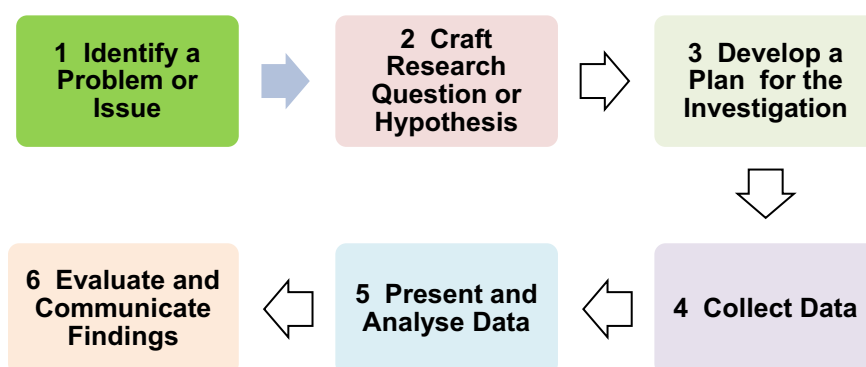 1 Identify a
Problem or
Issue
2 Craft
Research
Question or
Hypothesis
3 Develop a
Plan for the
Investigation
4 Collect Data
5 Present and
Analyse Data
6 Evaluate and
Communicate
Findings